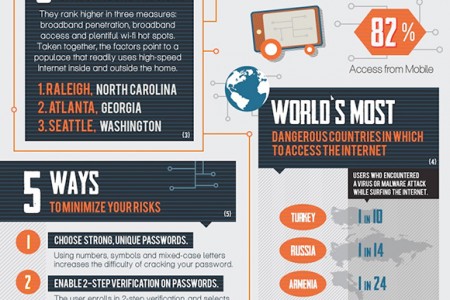 They rank higher in three measures:
broadband penetration, broadband
access and plentiful wi-fi hot spots.
Taken together, the factors point to a
populace that readily uses high-speed
Internet inside and outside the home.
1. RALEIGH, NORTH CAROLINA
2. ATLANTA, GEORGIA
3. SEATTLE, WASHINGTON
(3)
82 %
Access from Mobile
WORLD`S MOST
DANGEROUS COUNTRIES IN WHICH
TO ACCESS THE INTERNET
(4)
USERS WHO ENCOUNTERED
A VIRUS OR MALWARE ATTACK
WHILE SURFING THE INTERNET.
TURKEY 1 IN 10
RUSSIA 1 IN 14
ARMENIA 1 IN 24
5 WAYS
TO MINIMIZE YOUR RISKS
(5)
1 CHOOSE STRONG, UNIQUE PASSWORDS.
Using numbers, symbols and mixed-case letters
increases the difficulty of cracking your password.
2 ENABLE 2-STEP VERIFICATION ON PASSWORDS.
The user enrolls in 2-step verification and selects